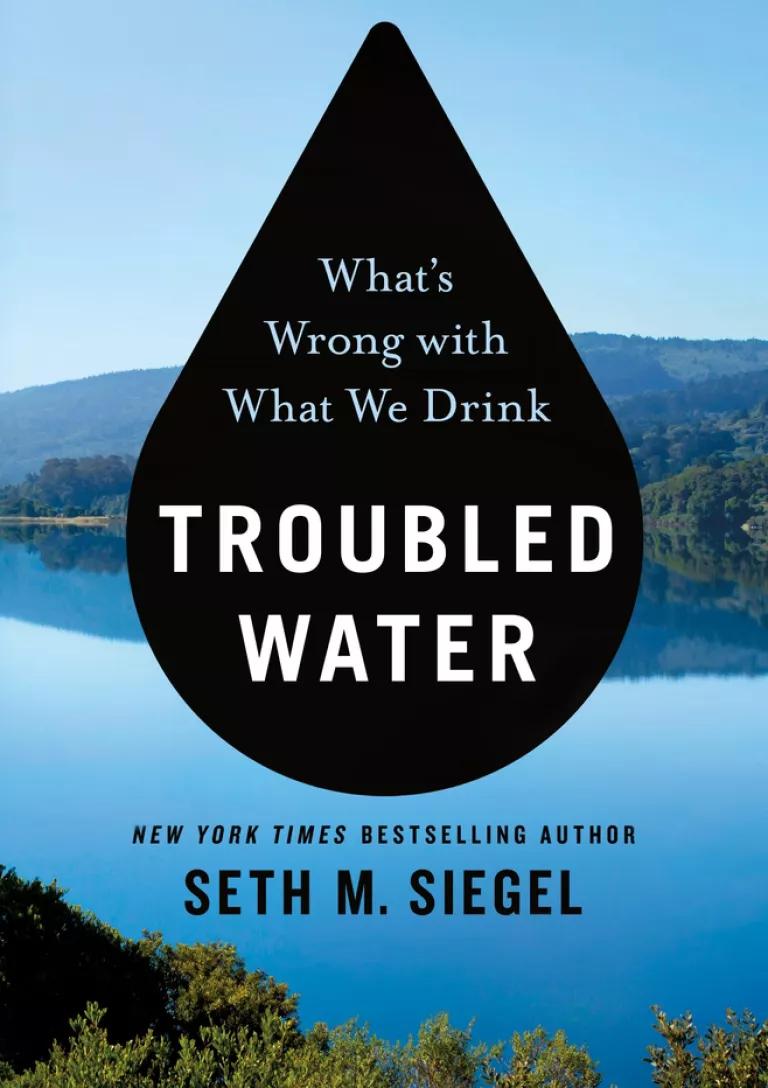 What’s
Wrong with
What We Drink
TROUBLED
WATER
NEW YORK TIMES BESTSELLING AUTHOR
SETH M. SIEGEL